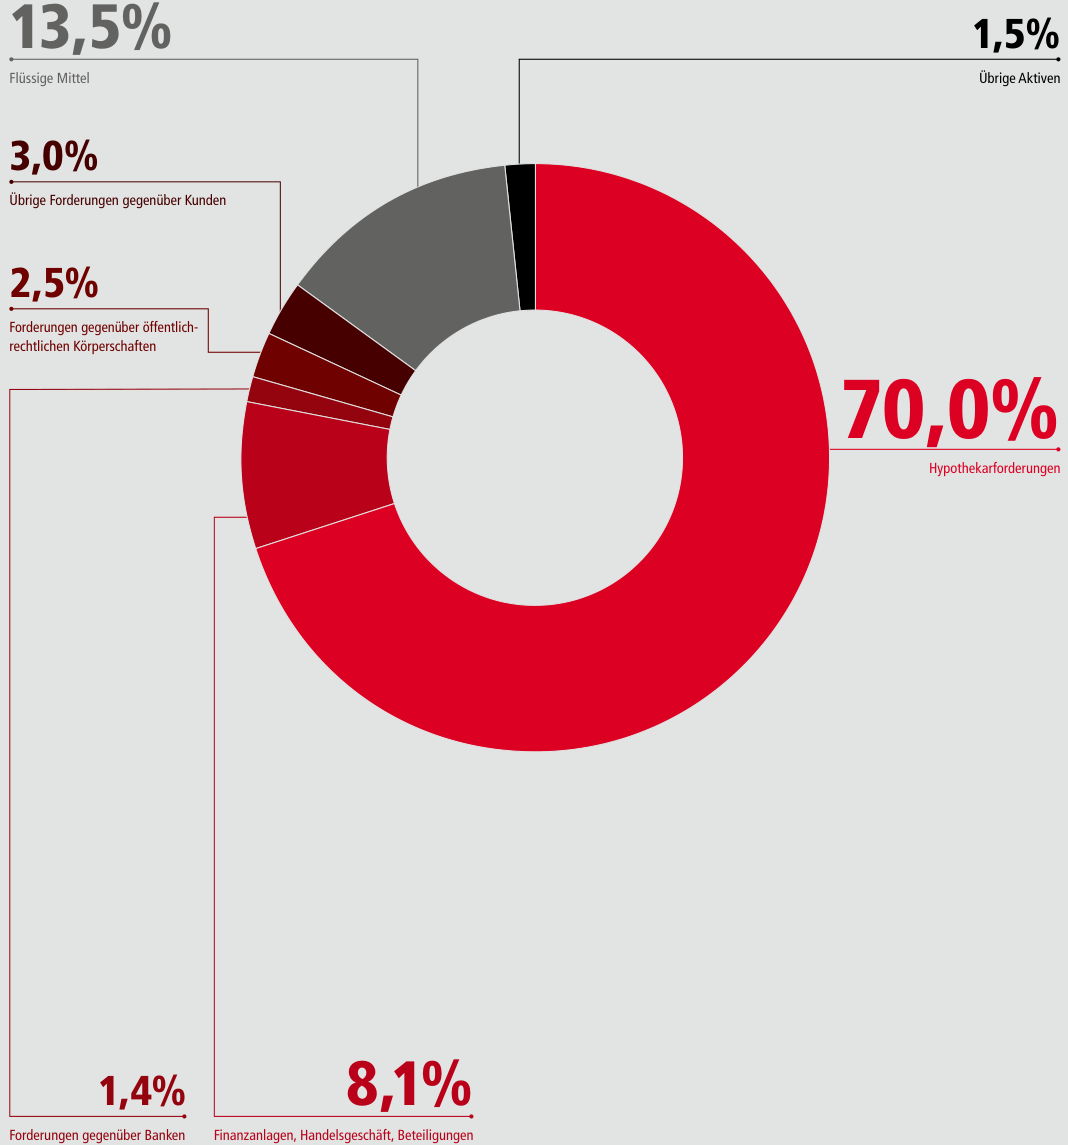 13,5%
Flüssige Mittel
1,5%
Übrige Aktiven
3,0%
Übrige Forderungen gegenüber Kunden
2,5%
Forderungen gegenüber öffentlich-
rechtlichen Körperschaften
70,0%
Hypothekarforderungen
1,4%
Forderungen gegenüber Banken
8,1%
Finanzanlagen, Handelsgeschäft, Beteiligungen